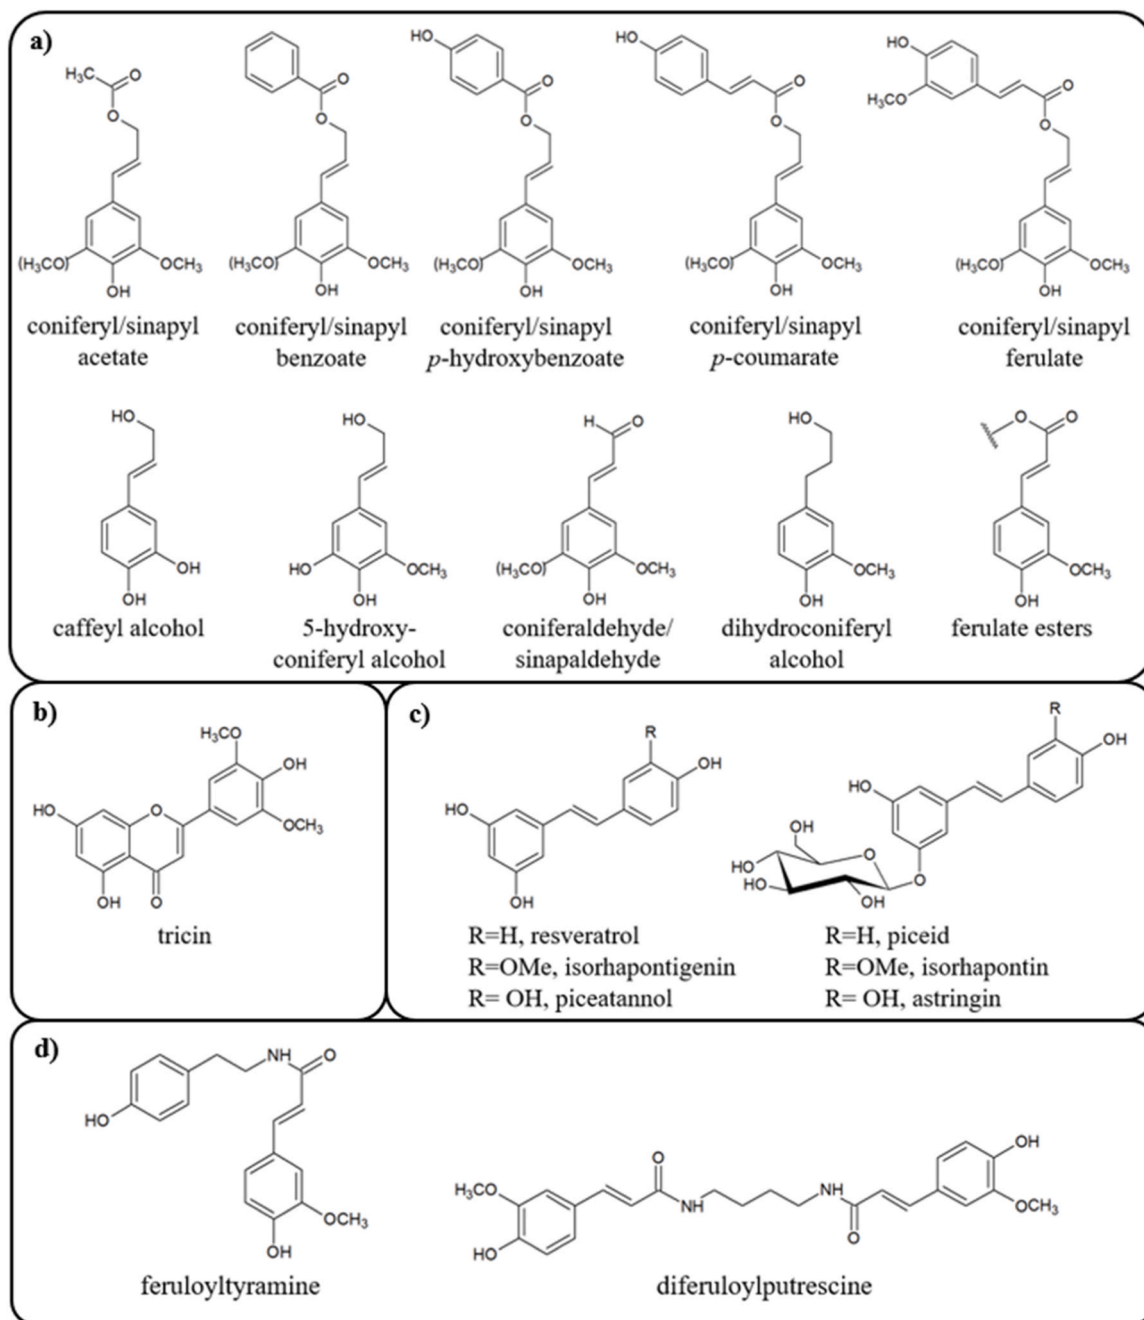 a)
H₃C
O
O
(H₃CO)
OCH₃
OH
coniferyl/sinapyl
acetate
O
O
(H₃CO)
OCH₃
OH
coniferyl/sinapyl
benzoate
HO
O
O
(H₃CO)
OCH₃
OH
coniferyl/sinapyl
p-hydroxybenzoate
HO
O
O
(H₃CO)
OCH₃
OH
coniferyl/sinapyl
p-coumarate
HO
H₃CO
O
O
(H₃CO)
OCH₃
OH
coniferyl/sinapyl
ferulate
HO
OH
OH
caffeyl alcohol
HO
HO
OCH₃
OH
5-hydroxy-
coniferyl alcohol
H
O
(H₃CO)
OCH₃
OH
coniferaldehyde/
sinapaldehyde
HO
OCH₃
OH
dihydroconiferyl
alcohol
O
O
OCH₃
OH
ferulate esters
b)
H₃CO
OH
HO
O
OCH₃
OH
O
tricin
c)
R
OH
HO
OH
R=H, resveratrol
R=OMe, isorhapontigenin
R= OH, piceatannol
R
OH
HO
OH
O
HO
HO
O
OH
R=H, piceid
R=OMe, isorhapontin
R= OH, astringin
d)
NH
O
HO
OCH₃
OH
feruloyltyramine
O
OH
H₃CO
NH
NH
OCH₃
HO
O
diferuloylputrescine